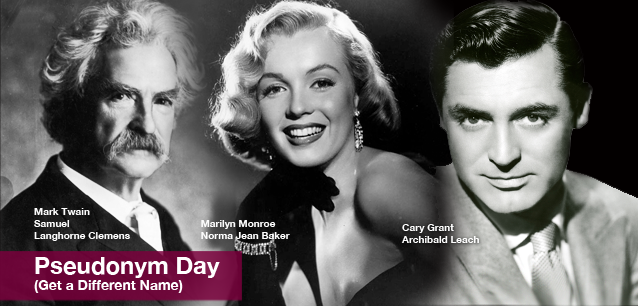 Mark Twain
Samuel
Langhorne Clemens
Marilyn Monroe
Norma Jean Baker
Cary Grant
Archibald Leach
Pseudonym Day
(Get a Different Name)